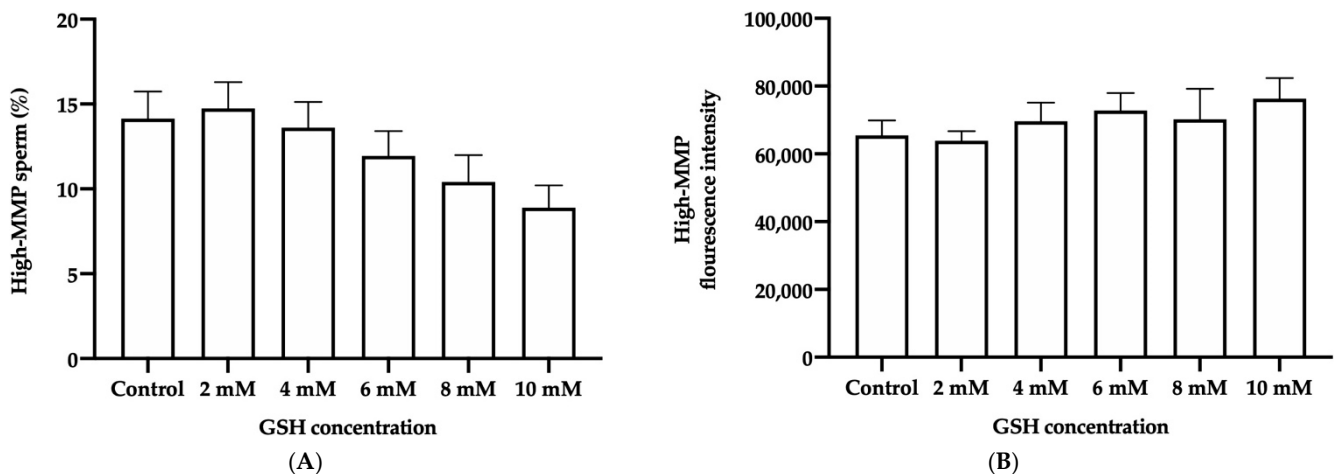 20
15
10
5
0
High-MMP sperm (%)
Control 2 mM 4 mM 6 mM 8 mM 10 mM
GSH concentration
(A)
100,000
80,000
60,000
40,000
20,000
0
High-MMP
flourescence intensity
Control 2 mM 4 mM 6 mM 8 mM 10 mM
GSH concentration
(B)